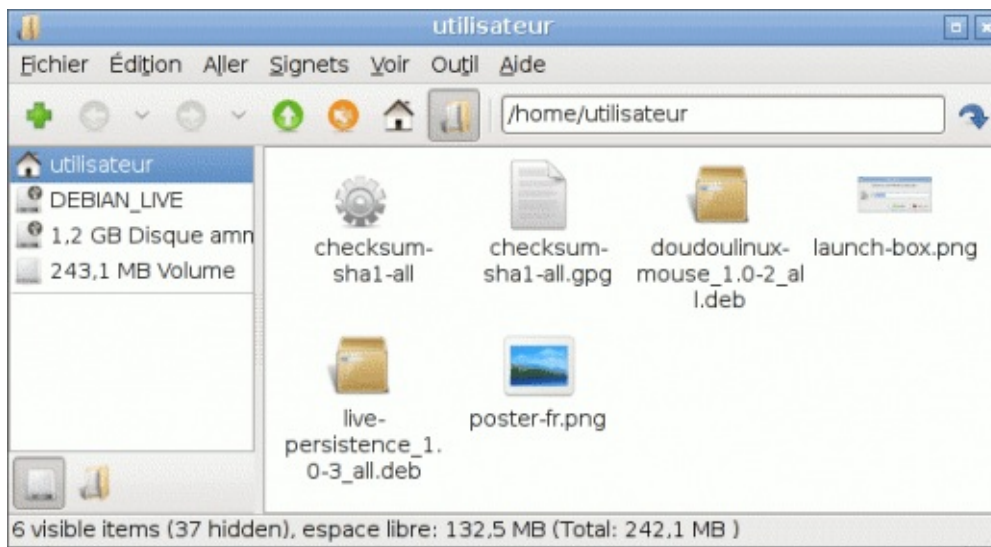 utilisateur
Fichier Édition Aller Signets Voir Outil Aide
/home/utilisateur
utilisateur
DEBIAN_LIVE
1,2 GB Disque amn
243,1 MB Volume
checksum-
sha1-all
checksum-
sha1-all.gpg
doudoulinux-
mouse_1.0-2_al
l.deb
launch-box.png
live-
persistence_1.
0-3_all.deb
poster-fr.png
6 visible items (37 hidden), espace libre: 132,5 MB (Total: 242,1 MB )